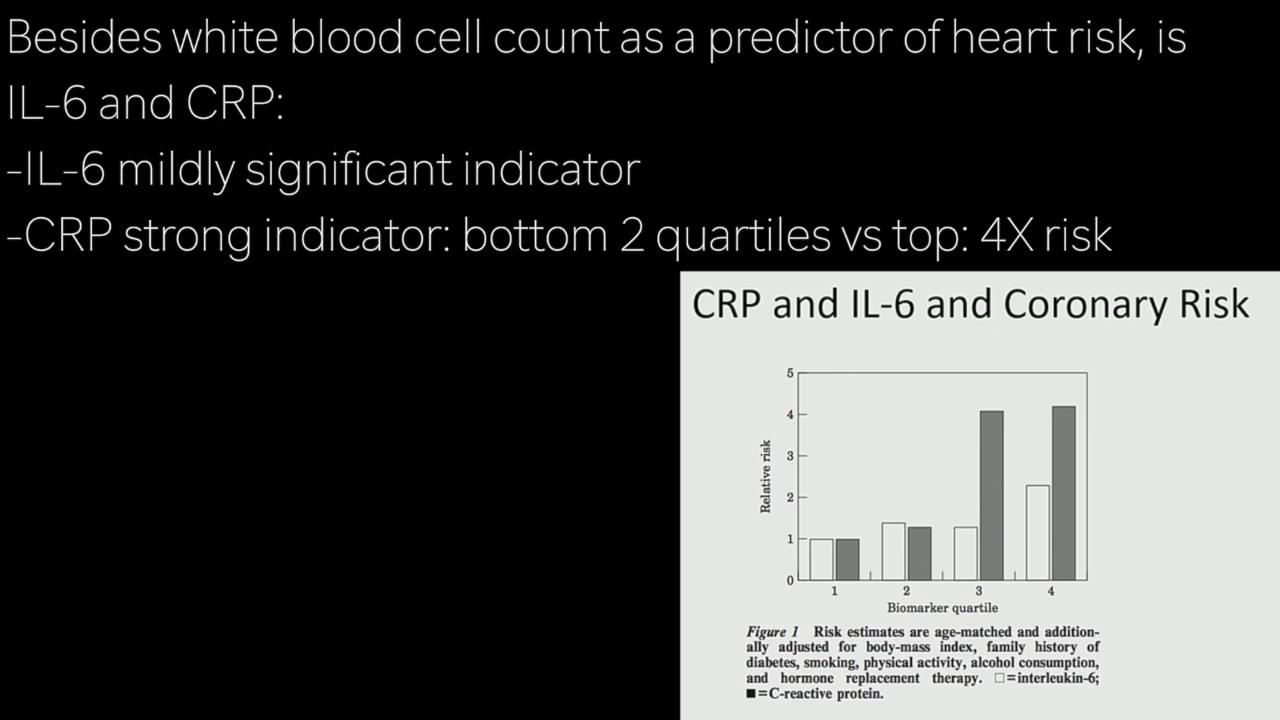 Besides white blood cell count as a predictor of heart risk, is
IL-6 and CRP:
-IL-6 mildly significant indicator
-CRP strong indicator: bottom 2 quartiles vs top: 4X risk
CRP and IL-6 and Coronary Risk
5
4
3
2
1
0
Relative risk
1 2 3 4
Biomarker quartile
Figure 1 Risk estimates are age-matched and addition-
ally adjusted for body-mass index, family history of
diabetes, smoking, physical activity, alcohol consumption,
and hormone replacement therapy. □=interleukin-6;
■=C-reactive protein.